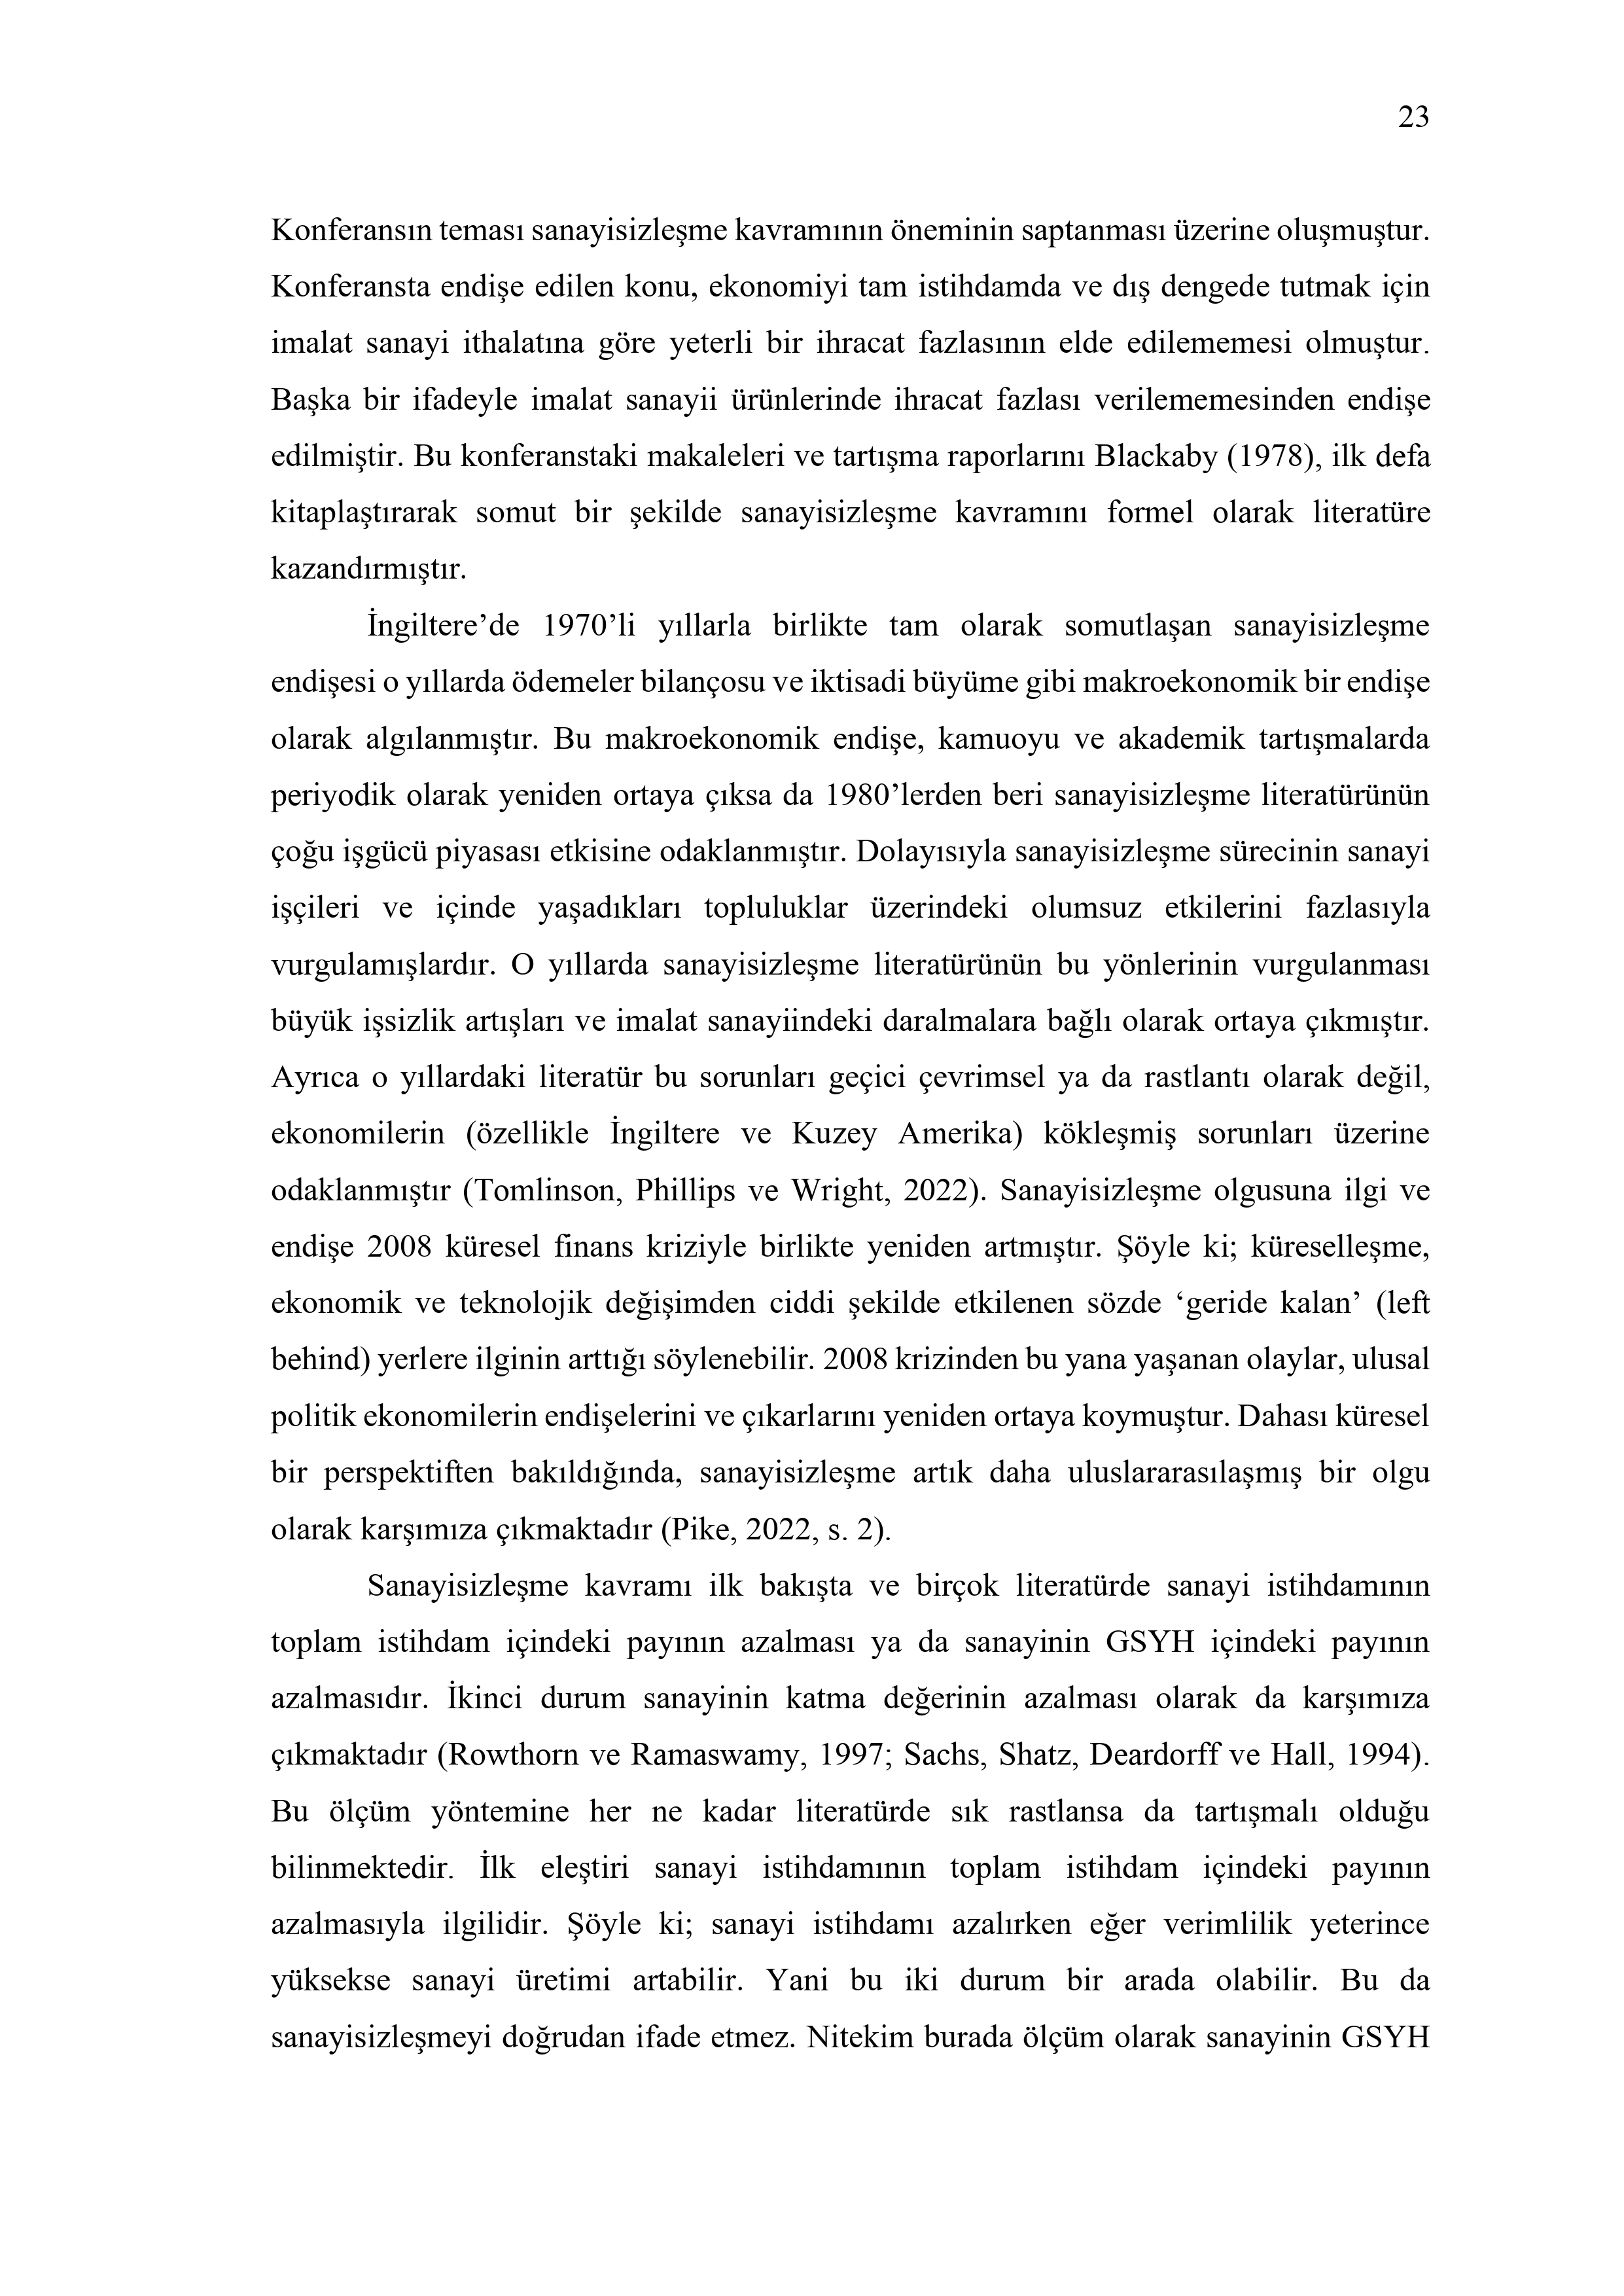 23
Konferansın teması sanayisizleşme kavramının öneminin saptanması üzerine oluşmuştur.
Konferansta endişe edilen konu, ekonomiyi tam istihdamda ve dış dengede tutmak için
imalat sanayi ithalatına göre yeterli bir ihracat fazlasının elde edilememesi olmuştur.
Başka bir ifadeyle imalat sanayii ürünlerinde ihracat fazlası verilememesinden endişe
edilmiştir. Bu konferanstaki makaleleri ve tartışma raporlarını Blackaby (1978), ilk defa
kitaplaştırarak somut bir şekilde sanayisizleşme kavramını formel olarak literatüre
kazandırmıştır.
İngiltere’de 1970’li yıllarla birlikte tam olarak somutlaşan sanayisizleşme
endişesi o yıllarda ödemeler bilançosu ve iktisadi büyüme gibi makroekonomik bir endişe
olarak algılanmıştır. Bu makroekonomik endişe, kamuoyu ve akademik tartışmalarda
periyodik olarak yeniden ortaya çıksa da 1980’lerden beri sanayisizleşme literatürünün
çoğu işgücü piyasası etkisine odaklanmıştır. Dolayısıyla sanayisizleşme sürecinin sanayi
işçileri ve içinde yaşadıkları topluluklar üzerindeki olumsuz etkilerini fazlasıyla
vurgulamışlardır. O yıllarda sanayisizleşme literatürünün bu yönlerinin vurgulanması
büyük işsizlik artışları ve imalat sanayiindeki daralmalara bağlı olarak ortaya çıkmıştır.
Ayrıca o yıllardaki literatür bu sorunları geçici çevrimsel ya da rastlantı olarak değil,
ekonomilerin (özellikle İngiltere ve Kuzey Amerika) kökleşmiş sorunları üzerine
odaklanmıştır (Tomlinson, Phillips ve Wright, 2022). Sanayisizleşme olgusuna ilgi ve
endişe 2008 küresel finans kriziyle birlikte yeniden artmıştır. Şöyle ki; küreselleşme,
ekonomik ve teknolojik değişimden ciddi şekilde etkilenen sözde ‘geride kalan’ (left
behind) yerlere ilginin arttığı söylenebilir. 2008 krizinden bu yana yaşanan olaylar, ulusal
politik ekonomilerin endişelerini ve çıkarlarını yeniden ortaya koymuştur. Dahası küresel
bir perspektiften bakıldığında, sanayisizleşme artık daha uluslararasılaşmış bir olgu
olarak karşımıza çıkmaktadır (Pike, 2022, s. 2).
Sanayisizleşme kavramı ilk bakışta ve birçok literatürde sanayi istihdamının
toplam istihdam içindeki payının azalması ya da sanayinin GSYH içindeki payının
azalmasıdır. İkinci durum sanayinin katma değerinin azalması olarak da karşımıza
çıkmaktadır (Rowthorn ve Ramaswamy, 1997; Sachs, Shatz, Deardorff ve Hall, 1994).
Bu ölçüm yöntemine her ne kadar literatürde sık rastlansa da tartışmalı olduğu
bilinmektedir. İlk eleştiri sanayi istihdamının toplam istihdam içindeki payının
azalmasıyla ilgilidir. Şöyle ki; sanayi istihdamı azalırken eğer verimlilik yeterince
yüksekse sanayi üretimi artabilir. Yani bu iki durum bir arada olabilir. Bu da
sanayisizleşmeyi doğrudan ifade etmez. Nitekim burada ölçüm olarak sanayinin GSYH